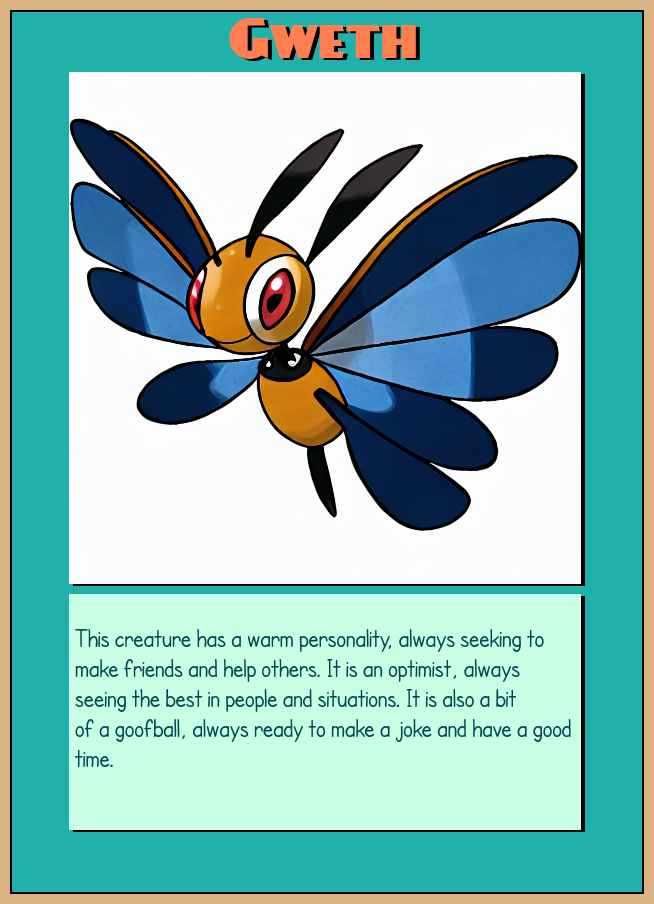 Gweth
This creature has a warm personality, always seeking to
make friends and help others. It is an optimist, always
seeing the best in people and situations. It is also a bit
of a goofball, always ready to make a joke and have a good
time.